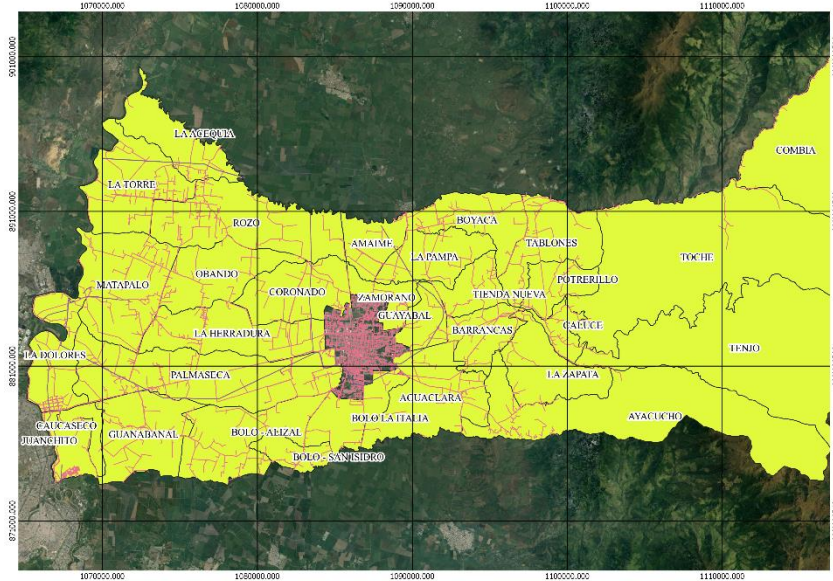 1070000.000 1080000.000 1090000.000 1100000.000 1110000.000
901000.000
LA ACEQUIA
COMBIA
LA TORRE
891000.000
ROZO
BOYACA
AMAIME
TABLONES
LA PAMPA
TOCHE
OBANDO
POTRERILLO
MATAPALO
CORONADO
ZAMORANO
TIENDA NUEVA
GUAYABAL
CALUCE
LA HERRADURA
BARRANCAS
TENJO
LA DOLORES
881000.000
PALMASECA
LA ZAPATA
AGUACLARA
AYACUCHO
BOLO LA ITALIA
CAUCASECO
GUANABANAL
BOLO - ALIZAL
JUANCHITO
BOLO - SAN ISIDRO
871000.000
1070000.000 1080000.000 1090000.000 1100000.000 1110000.000